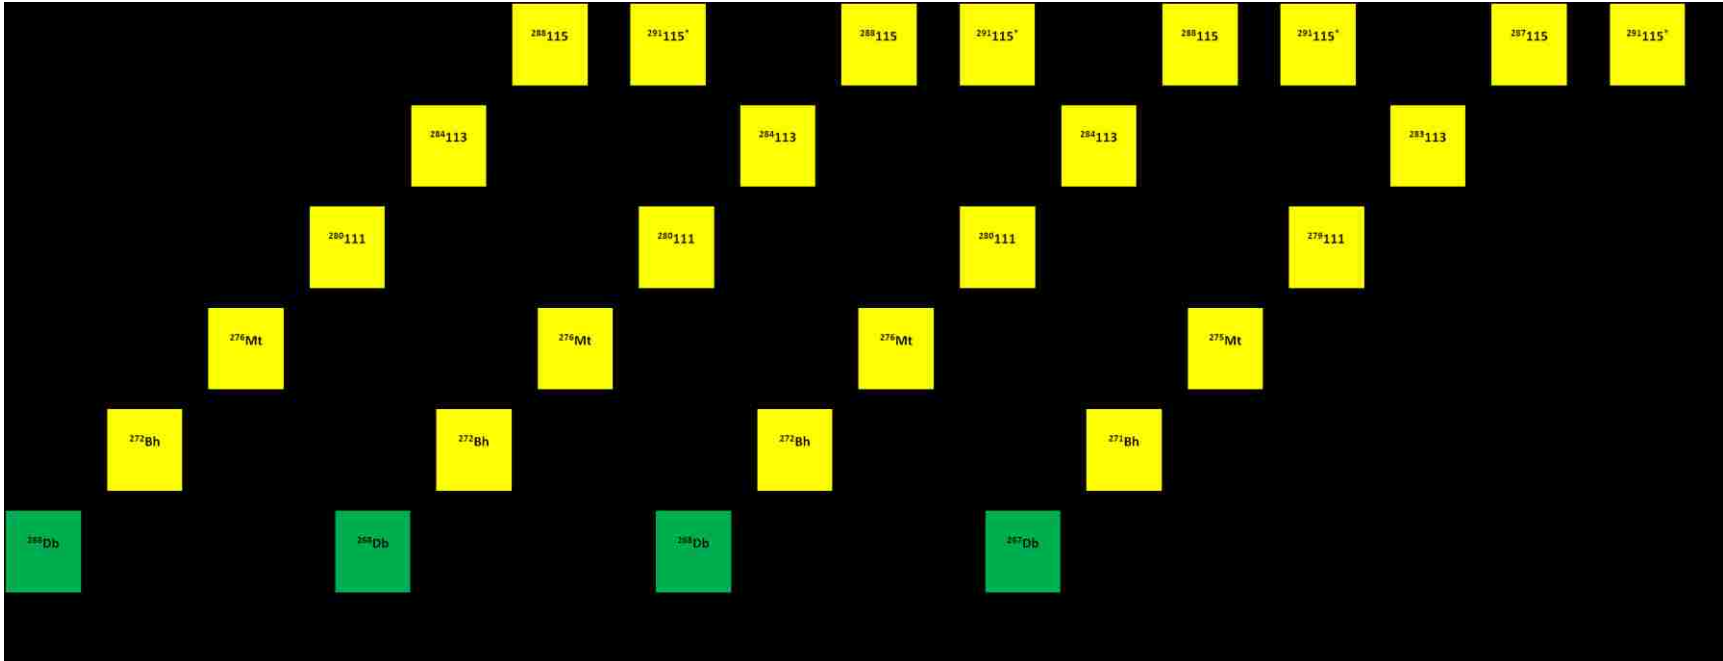 ²⁸⁸115 ²⁹¹115* ²⁸⁸115 ²⁹¹115* ²⁸⁸115 ²⁹¹115* ²⁸⁷115 ²⁹¹115*
²⁸⁴113 ²⁸⁴113 ²⁸⁴113 ²⁸³113
²⁸⁰111 ²⁸⁰111 ²⁸⁰111 ²⁷⁹111
²⁷⁶Mt ²⁷⁶Mt ²⁷⁶Mt ²⁷⁵Mt
²⁷²Bh ²⁷²Bh ²⁷²Bh ²⁷¹Bh
²⁶⁸Db ²⁶⁸Db ²⁶⁸Db ²⁶⁷Db